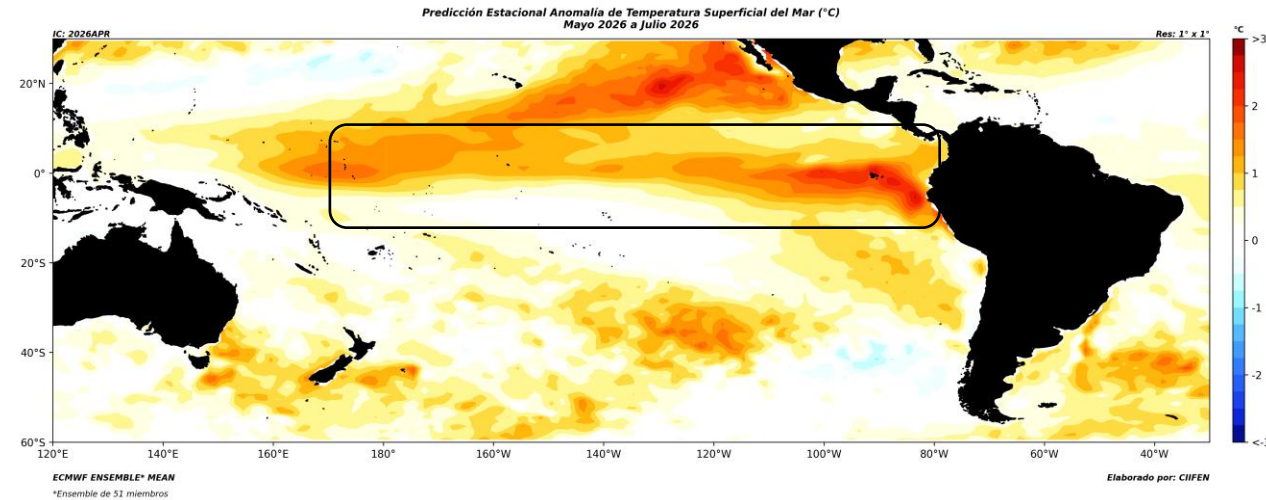 Predicción Estacional Anomalía de Temperatura Superficial del Mar (°C)
Mayo 2026 a Julio 2026
IC: 2026APR
Res: 1° x 1°
°C
>3
20°N
0°
20°S
40°S
60°S
2
1
0
-1
-2
<-3
120°E
140°E
160°E
180°
160°W
140°W
120°W
100°W
80°W
60°W
40°W
ECMWF ENSEMBLE* MEAN
Elaborado por: CIIFEN
*Ensemble de 51 miembros